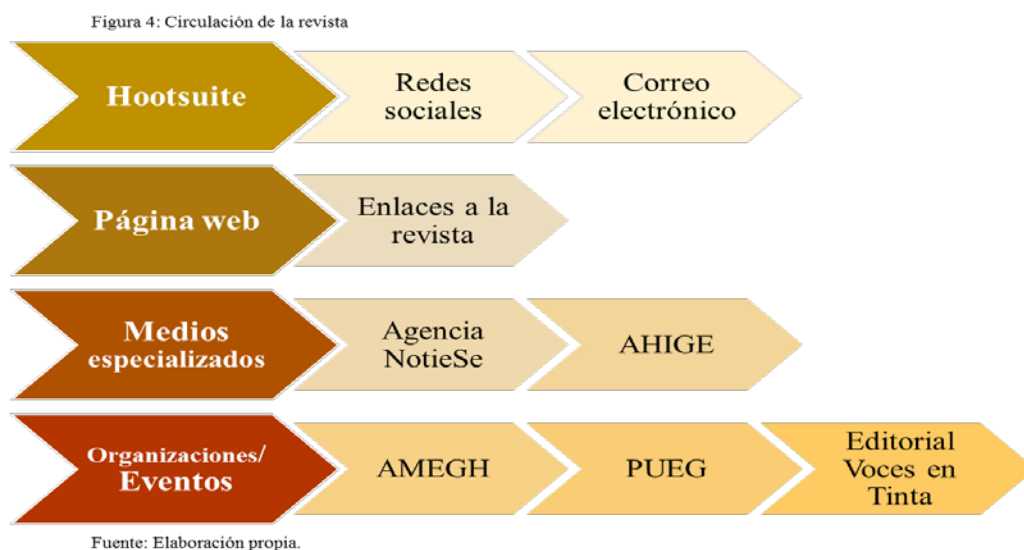 Figura 4: Circulación de la revista
Hootsuite
Redes
sociales
Correo
electrónico
Página web
Enlaces a la
revista
Medios
especializados
Agencia
NotieSe
AHIGE
Organizaciones/
Eventos
AMEGH
PUEG
Editorial
Voces en
Tinta
Fuente: Elaboración propia.